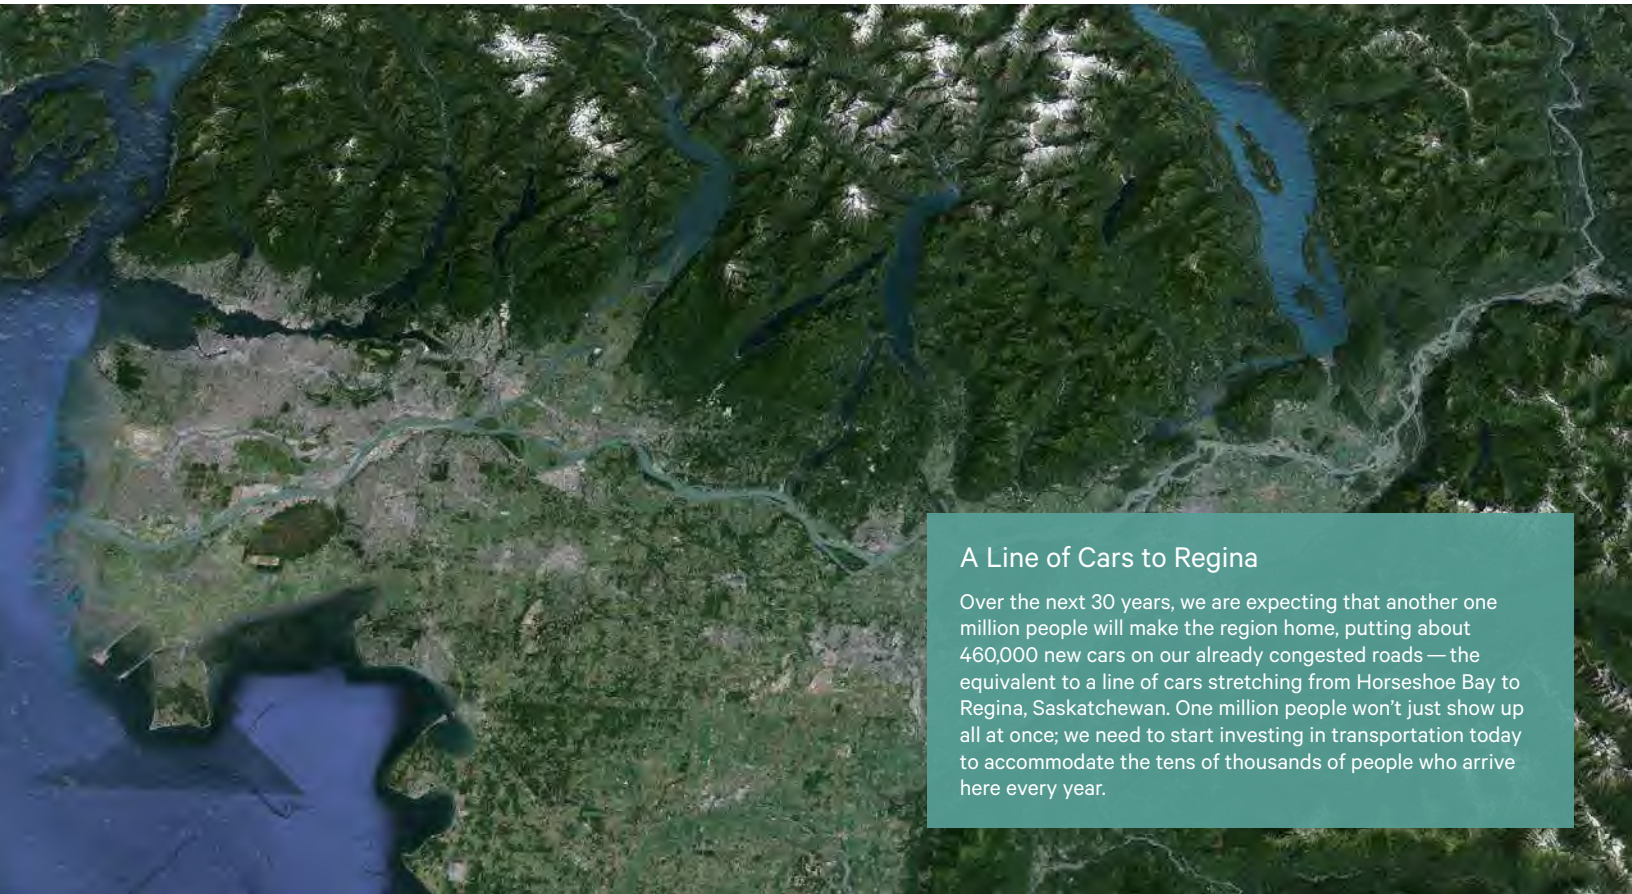 A Line of Cars to Regina
Over the next 30 years, we are expecting that another one
million people will make the region home, putting about
460,000 new cars on our already congested roads — the
equivalent to a line of cars stretching from Horseshoe Bay to
Regina, Saskatchewan. One million people won’t just show up
all at once; we need to start investing in transportation today
to accommodate the tens of thousands of people who arrive
here every year.